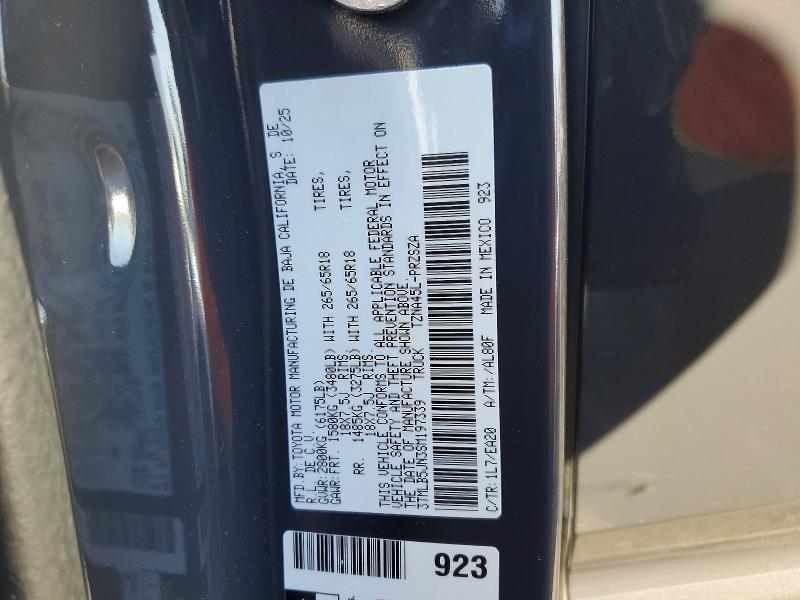 MFD.BY:TOYOTA MOTOR MANUFACTURING DE BAJA CALIFORNIA, S. DE
R.L. DE C.V. DATE: 10/25
GVWR: 2800KG (6175LB)
GAWR:FRT. 1580KG (3480LB) WITH 265/65R18 TIRES,
18X7.5J RIMS.
RR. 1485KG (3275LB) WITH 265/65R18 TIRES,
18X7.5J RIMS.
THIS VEHICLE CONFORMS TO ALL APPLICABLE FEDERAL MOTOR
VEHICLE SAFETY AND THEFT PREVENTION STANDARDS IN EFFECT ON
THE DATE OF MANUFACTURE SHOWN ABOVE.
3TMLB5JN3SM197339 TRUCK TZNA45L-PRZSZA
C/TR:1L7/EA20 A/TM:/AL80F MADE IN MEXICO 923
923